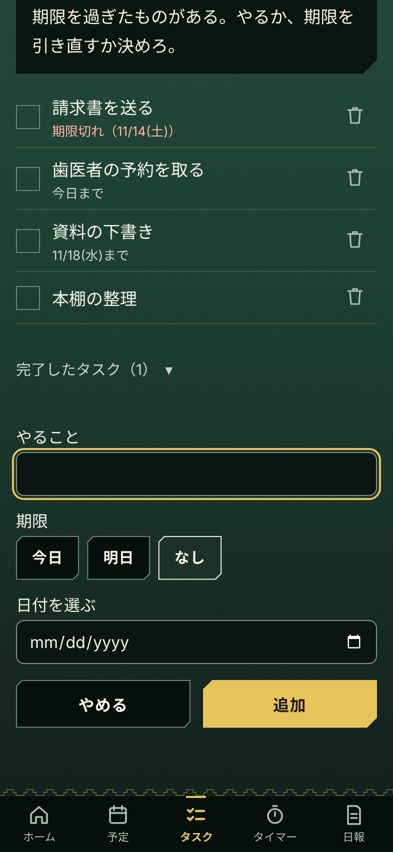 期限を過ぎたものがある。やるか、期限を
引き直すか決めろ。
請求書を送る
期限切れ（11/14(土)）
歯医者の予約を取る
今日まで
資料の下書き
11/18(水)まで
本棚の整理
完了したタスク（1） ▼
やること
期限
今日 明日 なし
日付を選ぶ
mm/dd/yyyy
やめる 追加
ホーム 予定 タスク タイマー 日報